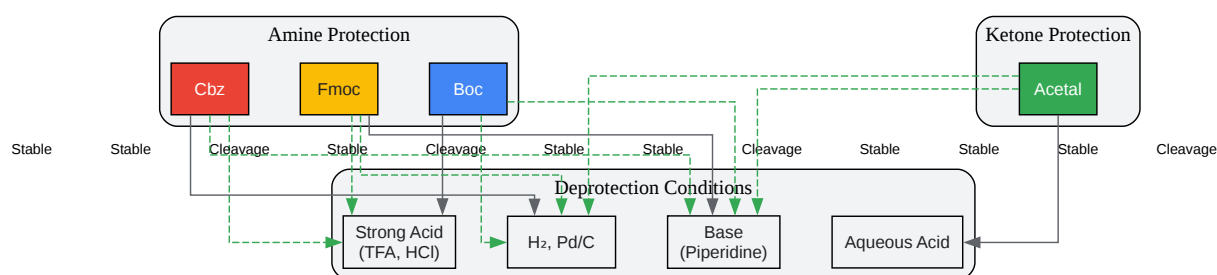 Amine Protection
Ketone Protection
Cbz
Fmoc
Boc
Acetal
Stable Stable Cleavage Stable Cleavage Stable Stable Cleavage Stable Stable Stable Cleavage
Deprotection Conditions
Strong Acid
(TFA, HCl)
H₂, Pd/C
Base
(Piperidine)
Aqueous Acid